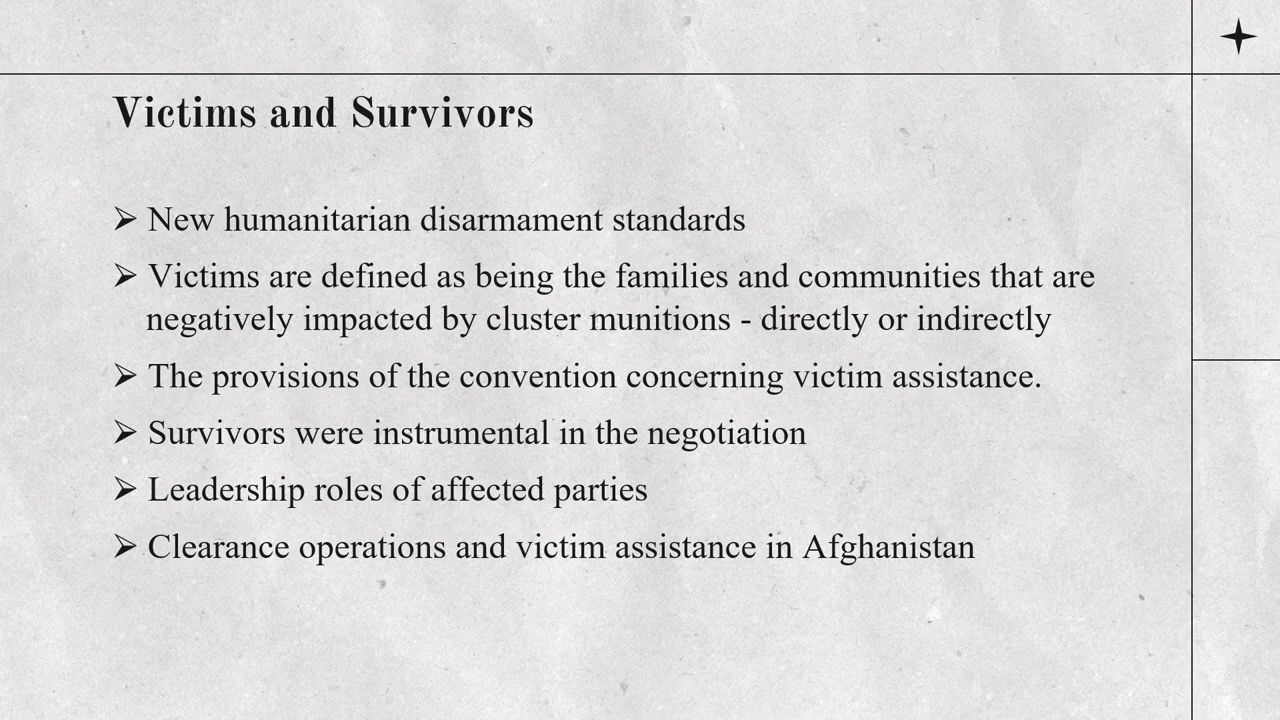 Victims and Survivors
➢ New humanitarian disarmament standards
➢ Victims are defined as being the families and communities that are
negatively impacted by cluster munitions - directly or indirectly
➢ The provisions of the convention concerning victim assistance.
➢ Survivors were instrumental in the negotiation
➢ Leadership roles of affected parties
➢ Clearance operations and victim assistance in Afghanistan